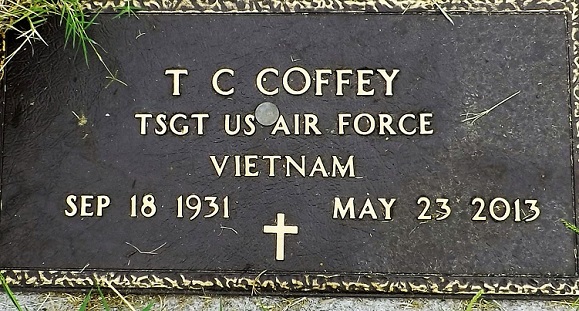 T C COFFEY
TSGT US AIR FORCE
VIETNAM
SEP 18 1931 MAY 23 2013